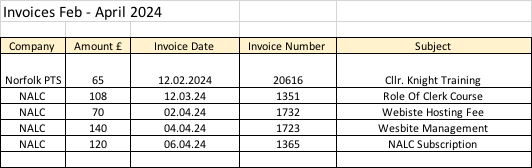 Invoices Feb - April 2024
Company Amount £ Invoice Date Invoice Number Subject
Norfolk PTS 65 12.02.2024 20616 Cllr. Knight Training
NALC 108 12.03.24 1351 Role Of Clerk Course
NALC 70 02.04.24 1732 Webiste Hosting Fee
NALC 140 04.04.24 1723 Wesbite Management
NALC 120 06.04.24 1365 NALC Subscription